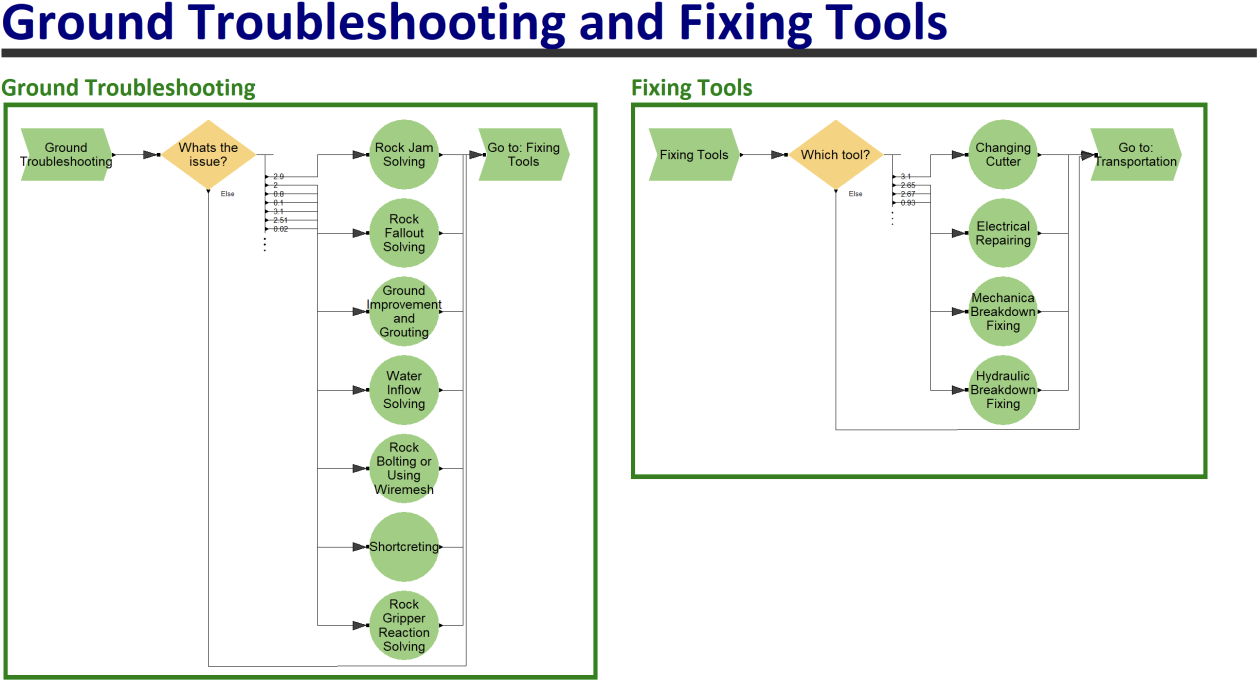 Ground Troubleshooting and Fixing Tools
Ground Troubleshooting
Ground
Troubleshooting
Whats the
issue?
Else
2.9
2
0.8
0.1
3.1
2.51
0.02
Rock Jam
Solving
Rock
Fallout
Solving
Ground
Improvement
and
Grouting
Water
Inflow
Solving
Rock
Bolting or
Using
Wiremesh
Shortcreting
Rock
Gripper
Reaction
Solving
Go to: Fixing
Tools
Fixing Tools
Fixing Tools
Which tool?
Else
3.1
2.65
2.67
0.93
Changing
Cutter
Electrical
Repairing
Mechanica
Breakdown
Fixing
Hydraulic
Breakdown
Fixing
Go to:
Transportation